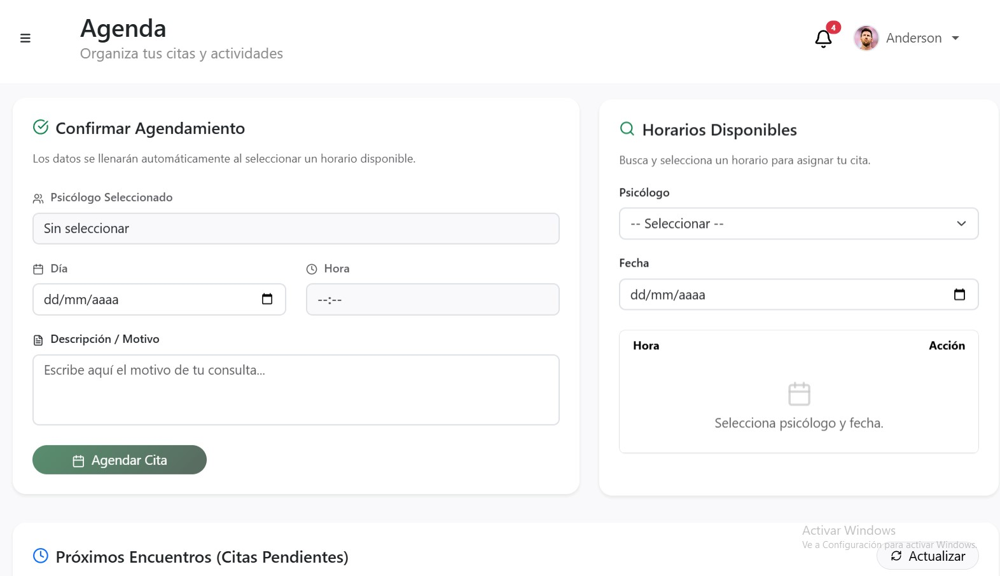 Agenda
Organiza tus citas y actividades
4
Anderson
Confirmar Agendamiento
Los datos se llenarán automáticamente al seleccionar un horario disponible.
Psicólogo Seleccionado
Sin seleccionar
Día
Hora
dd/mm/aaaa
--:--
Descripción / Motivo
Escribe aquí el motivo de tu consulta...
Agendar Cita
Horarios Disponibles
Busca y selecciona un horario para asignar tu cita.
Psicólogo
-- Seleccionar --
Fecha
dd/mm/aaaa
Hora
Acción
Selecciona psicólogo y fecha.
Próximos Encuentros (Citas Pendientes)
Activar Windows
Ve a Configuración para activar Windows.
Actualizar